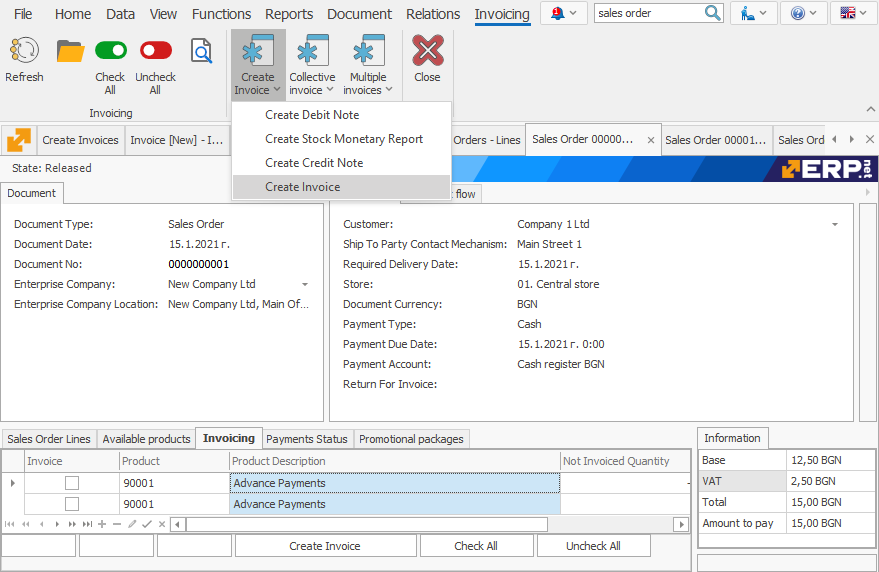 File Home Data View Functions Reports Document Relations Invoicing 1 sales order
Refresh Check All Uncheck All Create Invoice Collective invoice Multiple invoices Close
Invoicing
Create Debit Note
Create Stock Monetary Report
Create Credit Note
Create Invoice
Create Invoices Invoice [New] - I... Orders - Lines Sales Order 00000... Sales Order 00001... Sales Ord
State: Released ERP.net
Document flow
Document Type: Sales Order
Document Date: 15.1.2021 г.
Document No: 0000000001
Enterprise Company: New Company Ltd
Enterprise Company Location: New Company Ltd, Main Of...
Customer: Company 1 Ltd
Ship To Party Contact Mechanism: Main Street 1
Required Delivery Date: 15.1.2021 г.
Store: 01. Central store
Document Currency: BGN
Payment Type: Cash
Payment Due Date: 15.1.2021 г. 0:00
Payment Account: Cash register BGN
Return For Invoice:
Sales Order Lines Available products Invoicing Payments Status Promotional packages
Invoice Product Product Description Not Invoiced Quantity
90001 Advance Payments -
90001 Advance Payments
Create Invoice Check All Uncheck All
Information
Base 12,50 BGN
VAT 2,50 BGN
Total 15,00 BGN
Amount to pay 15,00 BGN